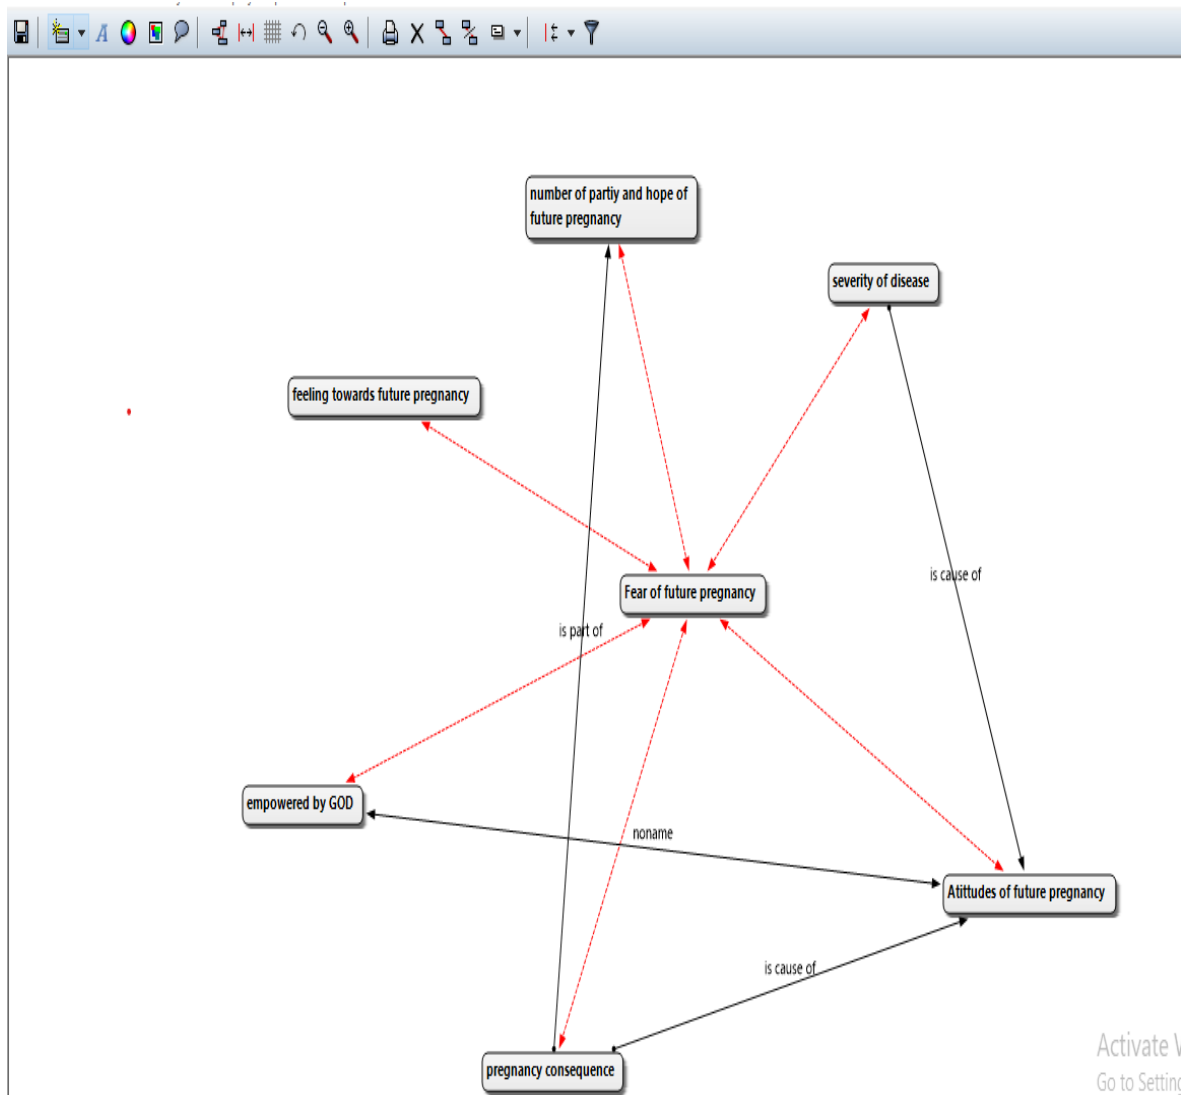 number of partiy and hope of
future pregnancy
severity of disease
feeling towards future pregnancy
is cause of
Fear of future pregnancy
is part of
empowered by GOD
noname
Atittudes of future pregnancy
is cause of
pregnancy consequence
Activate
Go to Setting